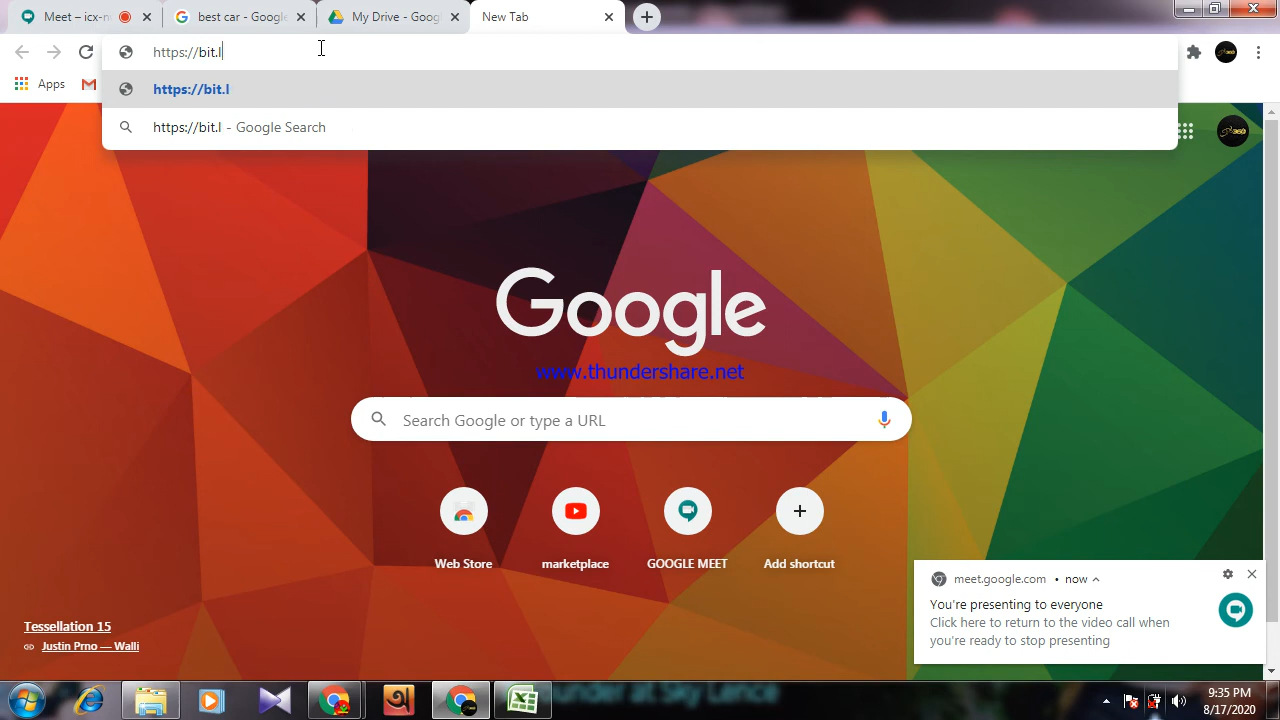 Meet – icx-n
best car - Google
My Drive - Goog
New Tab
https://bit.l
Apps
https://bit.l
https://bit.l - Google Search
Google
www.thundershare.net
Search Google or type a URL
Web Store
marketplace
GOOGLE MEET
Add shortcut
meet.google.com • now
You're presenting to everyone
Click here to return to the video call when
you're ready to stop presenting
Tessellation 15
Justin Prno — Walli
9:35 PM
8/17/2020